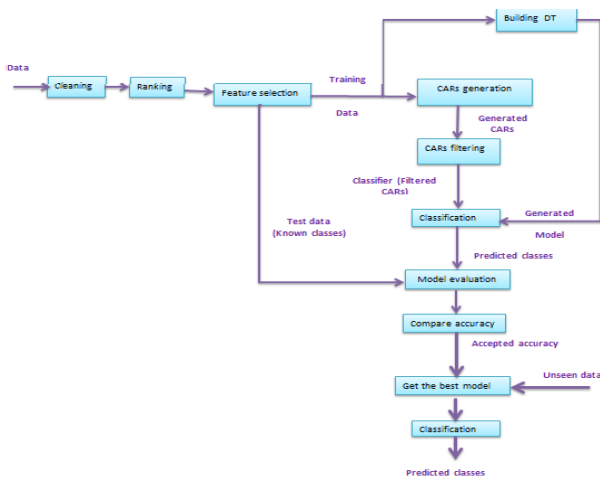 Building DT
Data
Cleaning
Ranking
Feature selection
Training
Data
CARs generation
Generated
CARs
CARs filtering
Classifier (Filtered
CARs)
Test data
(Known classes)
Classification
Generated
Model
Predicted classes
Model evaluation
Compare accuracy
Accepted accuracy
Unseen data
Get the best model
Classification
Predicted classes